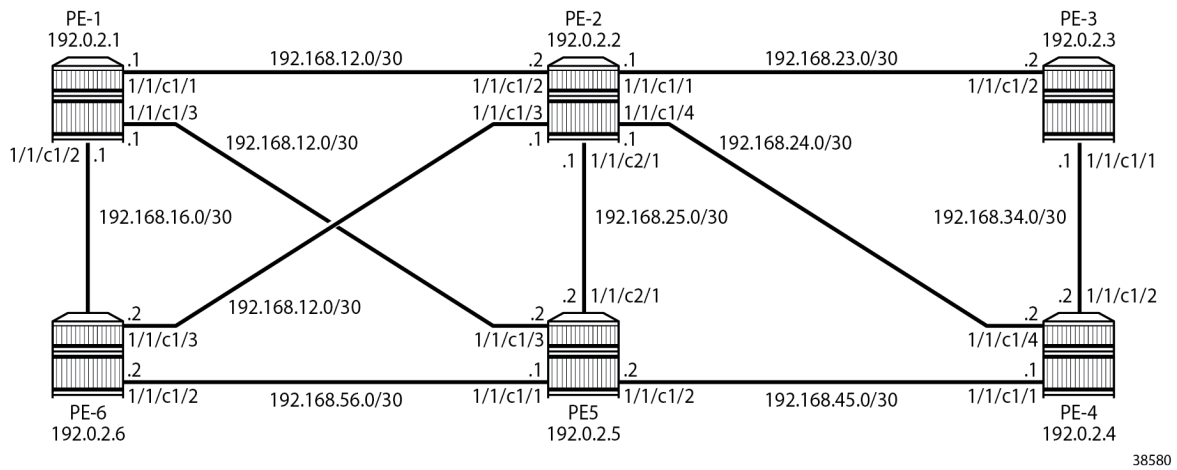 PE-1
192.0.2.1
PE-2
192.0.2.2
PE-3
192.0.2.3
.1
192.168.12.0/30
.2
.1
192.168.23.0/30
.2
1/1/c1/1
1/1/c1/2
1/1/c1/1
1/1/c1/2
1/1/c1/3
1/1/c1/3
1/1/c1/4
.1
192.168.12.0/30
.1
.1
192.168.24.0/30
1/1/c1/2
.1
.1
1/1/c2/1
.1
1/1/c1/1
192.168.16.0/30
192.168.25.0/30
192.168.34.0/30
.2
1/1/c2/1
.2
1/1/c1/2
.2
192.168.12.0/30
.2
.2
1/1/c1/3
1/1/c1/3
1/1/c1/4
.2
.1
.2
.1
1/1/c1/2
192.168.56.0/30
1/1/c1/1
1/1/c1/2
192.168.45.0/30
1/1/c1/1
PE-6
192.0.2.6
PE5
192.0.2.5
PE-4
192.0.2.4
38580